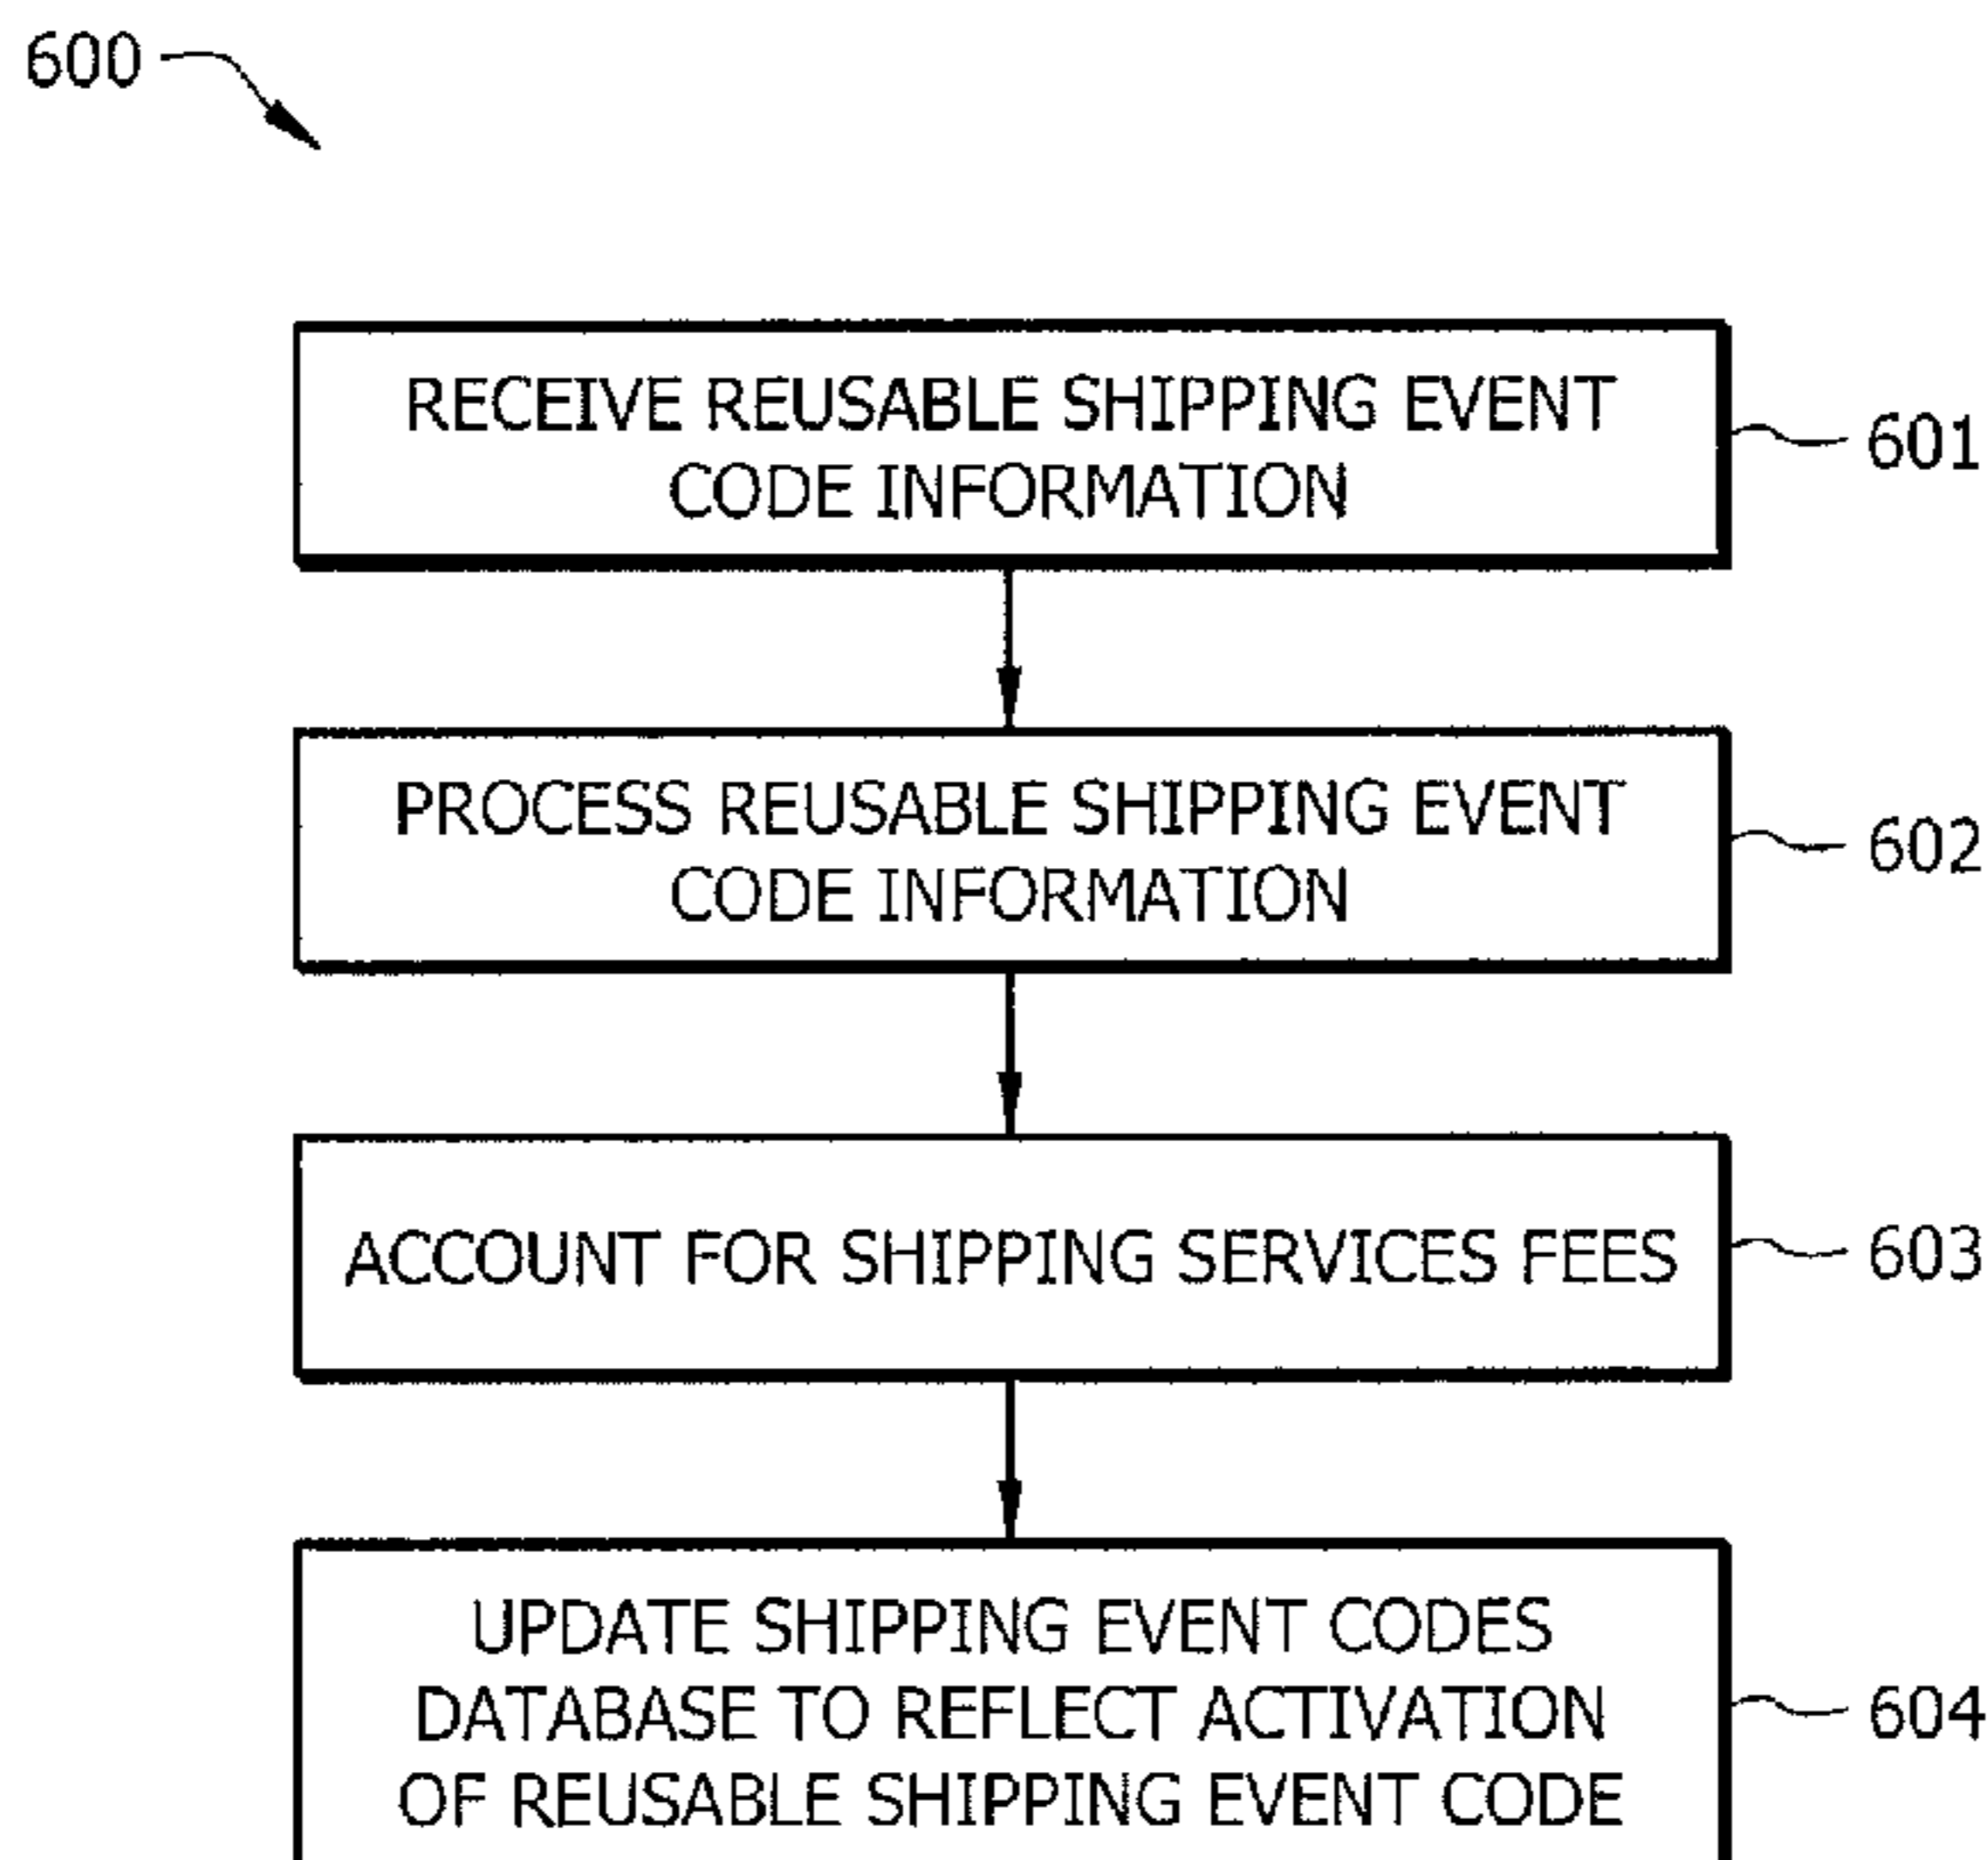 600
RECEIVE REUSABLE SHIPPING EVENT
CODE INFORMATION
601
PROCESS REUSABLE SHIPPING EVENT
CODE INFORMATION
602
ACCOUNT FOR SHIPPING SERVICES FEES
603
UPDATE SHIPPING EVENT CODES
DATABASE TO REFLECT ACTIVATION
OF REUSABLE SHIPPING EVENT CODE
604